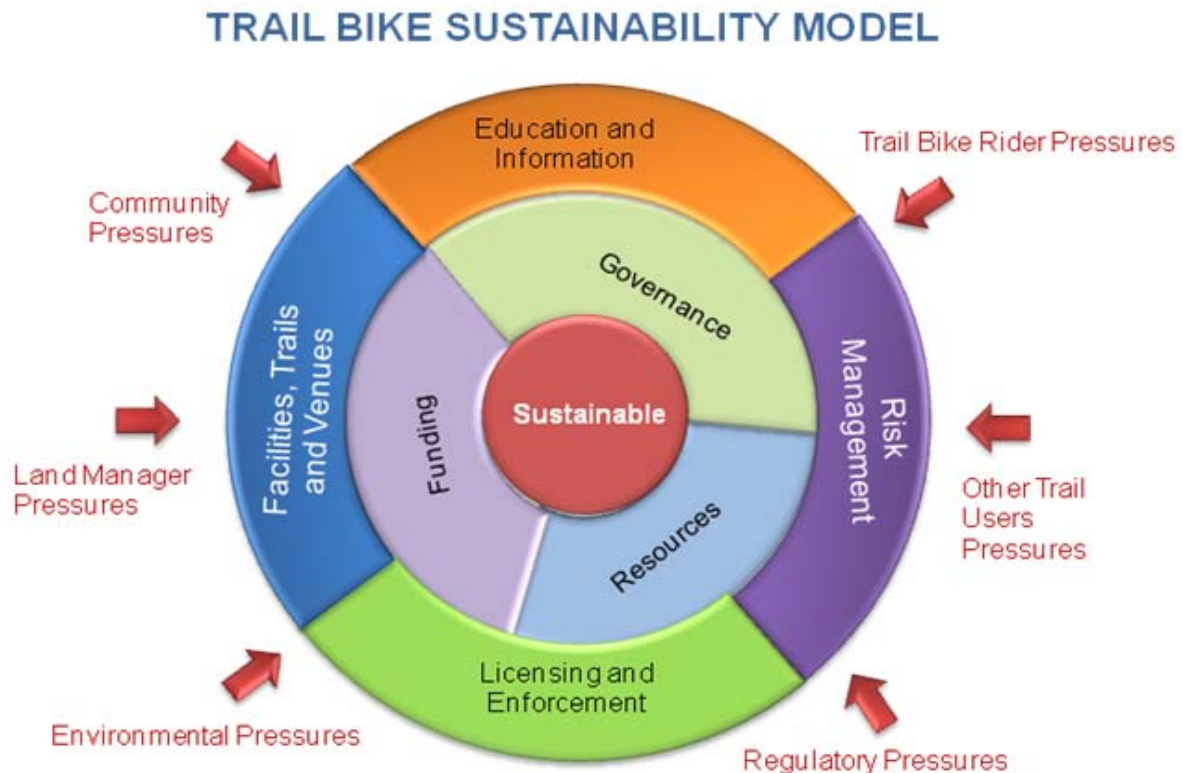 TRAIL BIKE SUSTAINABILITY MODEL
Education and
Information
Trail Bike Rider Pressures
Community
Pressures
Governance
Facilities, Trails
and Venues
Funding
Sustainable
Risk
Management
Land Manager
Pressures
Other Trail
Users
Pressures
Resources
Licensing and
Enforcement
Environmental Pressures
Regulatory Pressures